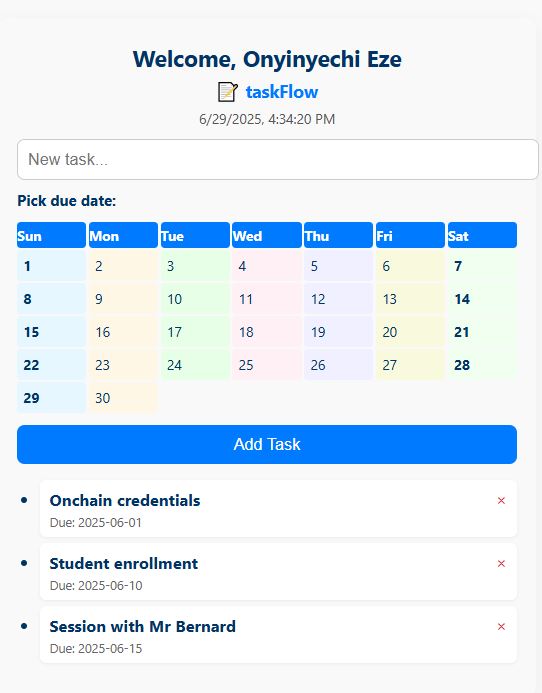 Welcome, Onyinyechi Eze
📝 taskFlow
6/29/2025, 4:34:20 PM
New task...
Pick due date:
Sun Mon Tue Wed Thu Fri Sat
1 2 3 4 5 6 7
8 9 10 11 12 13 14
15 16 17 18 19 20 21
22 23 24 25 26 27 28
29 30
Add Task
• Onchain credentials ×
Due: 2025-06-01
• Student enrollment ×
Due: 2025-06-10
• Session with Mr Bernard ×
Due: 2025-06-15